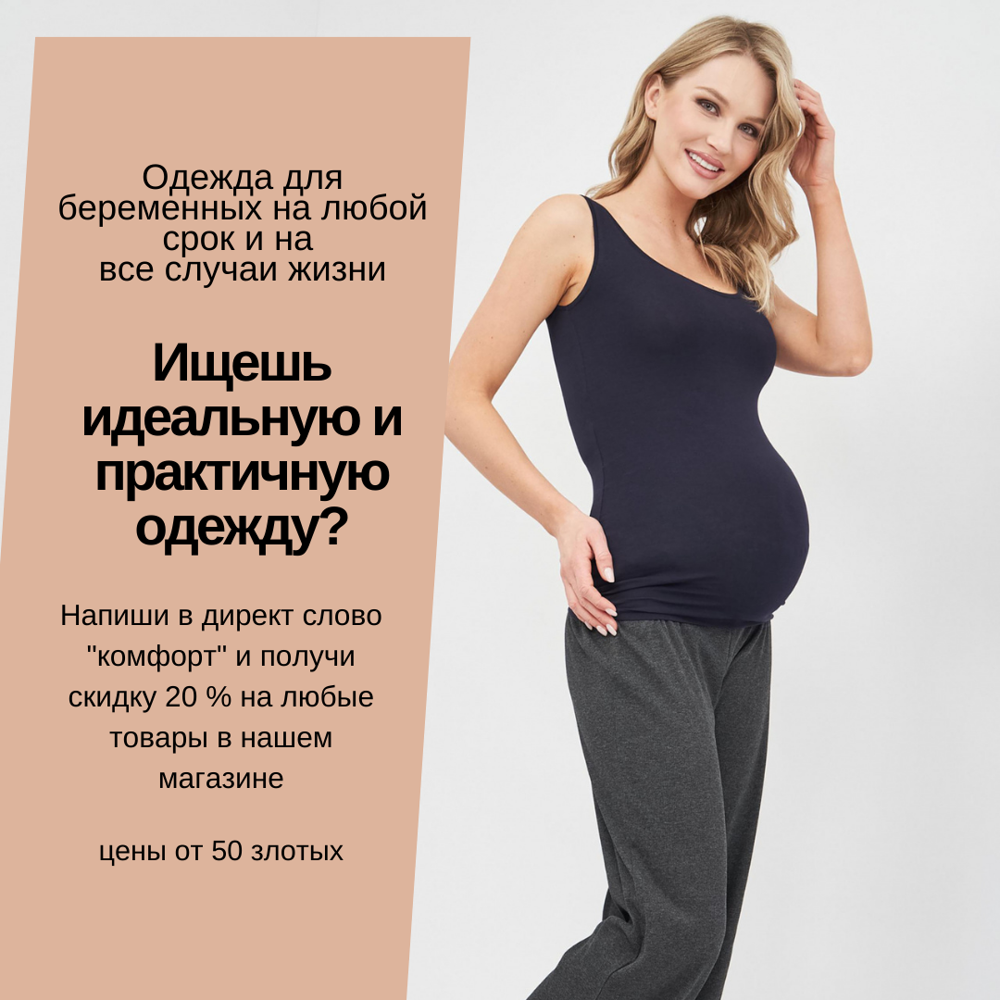 Одежда для
беременных на любой
срок и на
все случаи жизни
Ищешь
идеальную и
практичную
одежду?
Напиши в директ слово
"комфорт" и получи
скидку 20 % на любые
товары в нашем
магазине
цены от 50 злотых